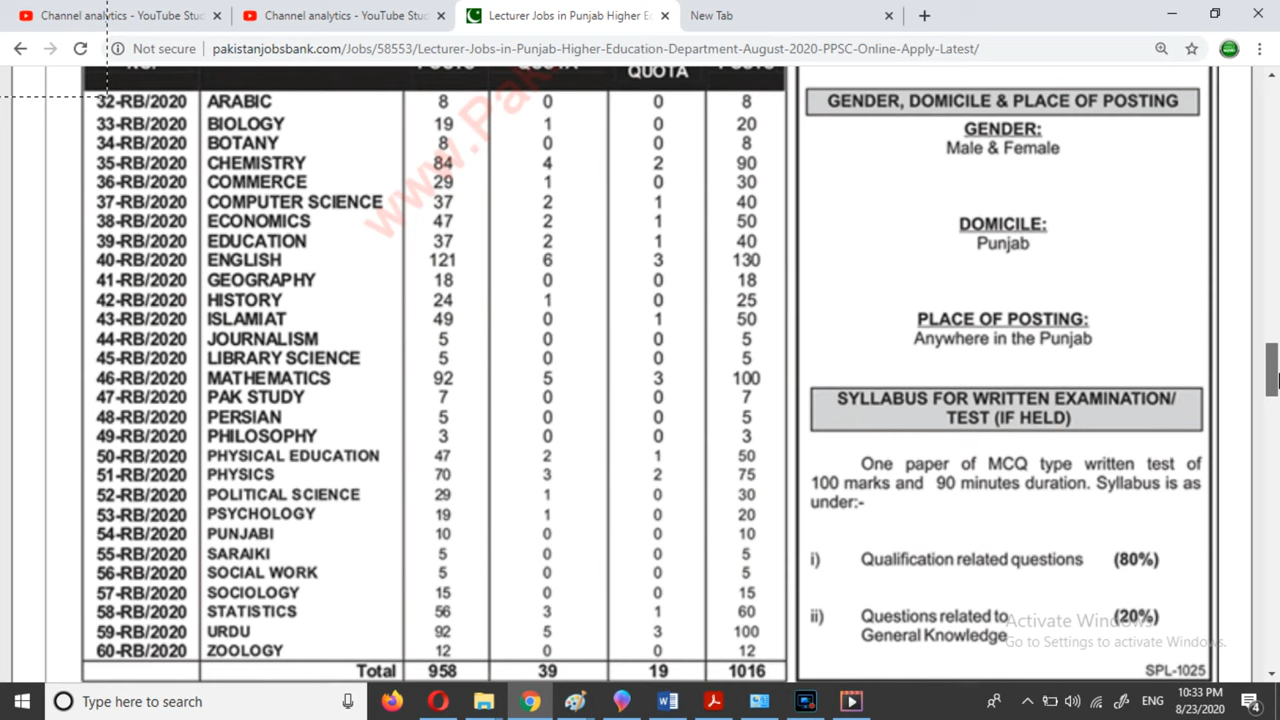 Channel analytics - YouTube Stud
Channel analytics - YouTube Stud
Lecturer Jobs in Punjab Higher Ed
New Tab
Not secure
pakistanjobsbank.com/Jobs/58553/Lecturer-Jobs-in-Punjab-Higher-Education-Department-August-2020-PPSC-Online-Apply-Latest/
NO. POSTS QUOTA QUOTA POSTS
32-RB/2020 ARABIC 8 0 0 8
33-RB/2020 BIOLOGY 19 1 0 20
34-RB/2020 BOTANY 8 0 0 8
35-RB/2020 CHEMISTRY 84 4 2 90
36-RB/2020 COMMERCE 29 1 0 30
37-RB/2020 COMPUTER SCIENCE 37 2 1 40
38-RB/2020 ECONOMICS 47 2 1 50
39-RB/2020 EDUCATION 37 2 1 40
40-RB/2020 ENGLISH 121 6 3 130
41-RB/2020 GEOGRAPHY 18 0 0 18
42-RB/2020 HISTORY 24 1 0 25
43-RB/2020 ISLAMIAT 49 0 1 50
44-RB/2020 JOURNALISM 5 0 0 5
45-RB/2020 LIBRARY SCIENCE 5 0 0 5
46-RB/2020 MATHEMATICS 92 5 3 100
47-RB/2020 PAK STUDY 7 0 0 7
48-RB/2020 PERSIAN 5 0 0 5
49-RB/2020 PHILOSOPHY 3 0 0 3
50-RB/2020 PHYSICAL EDUCATION 47 2 1 50
51-RB/2020 PHYSICS 70 3 2 75
52-RB/2020 POLITICAL SCIENCE 29 1 0 30
53-RB/2020 PSYCHOLOGY 19 1 0 20
54-RB/2020 PUNJABI 10 0 0 10
55-RB/2020 SARAIKI 5 0 0 5
56-RB/2020 SOCIAL WORK 5 0 0 5
57-RB/2020 SOCIOLOGY 15 0 0 15
58-RB/2020 STATISTICS 56 3 1 60
59-RB/2020 URDU 92 5 3 100
60-RB/2020 ZOOLOGY 12 0 0 12
Total 958 39 19 1016
www.Pak
GENDER, DOMICILE & PLACE OF POSTING
GENDER:
Male & Female
DOMICILE:
Punjab
PLACE OF POSTING:
Anywhere in the Punjab
SYLLABUS FOR WRITTEN EXAMINATION/
TEST (IF HELD)
One paper of MCQ type written test of
100 marks and 90 minutes duration. Syllabus is as
under:-
i) Qualification related questions (80%)
ii) Questions related to (20%)
General Knowledge
Activate Windows
Go to Settings to activate Windows.
SPL-1025
Type here to search
ENG
10:33 PM
8/23/2020
4